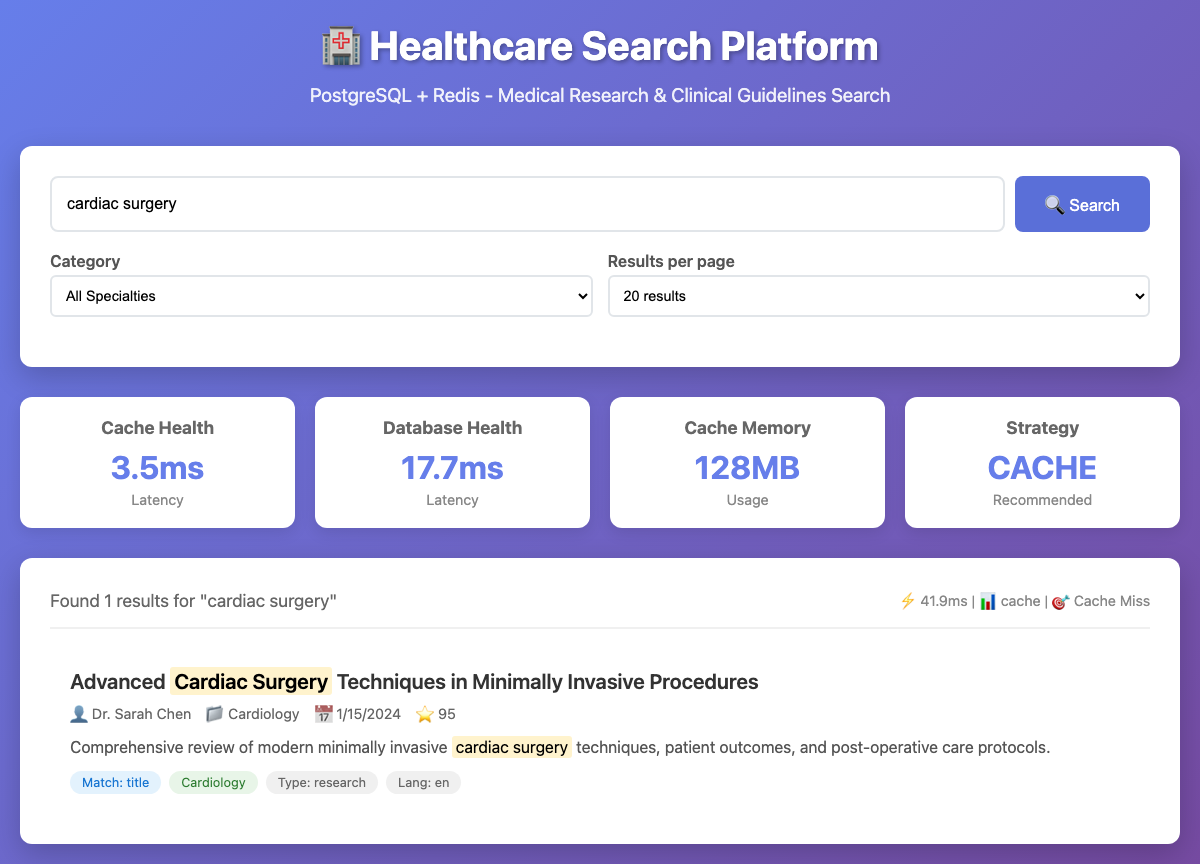 🏥 Healthcare Search Platform
PostgreSQL + Redis - Medical Research & Clinical Guidelines Search
cardiac surgery
🔍 Search
Category
Results per page
All Specialties
20 results
Cache Health
3.5ms
Latency
Database Health
17.7ms
Latency
Cache Memory
128MB
Usage
Strategy
CACHE
Recommended
Found 1 results for "cardiac surgery"
⚡ 41.9ms | 📊 cache | 🎯 Cache Miss
Advanced Cardiac Surgery Techniques in Minimally Invasive Procedures
👤 Dr. Sarah Chen 📁 Cardiology 📅 1/15/2024 ⭐ 95
Comprehensive review of modern minimally invasive cardiac surgery techniques, patient outcomes, and post-operative care protocols.
Match: title Cardiology Type: research Lang: en